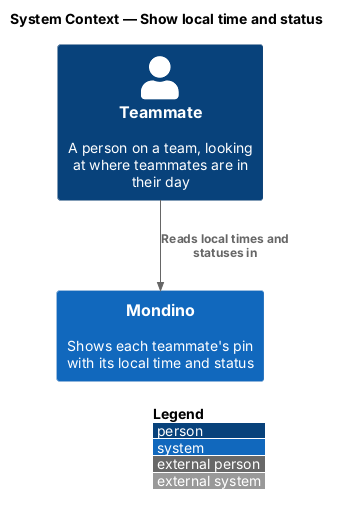 System Context — Show local time and status
Teammate
A person on a team, looking
at where teammates are in
their day
Reads local times and
statuses in
Mondino
Shows each teammate's pin
with its local time and status
Legend
person
system
external person
external system